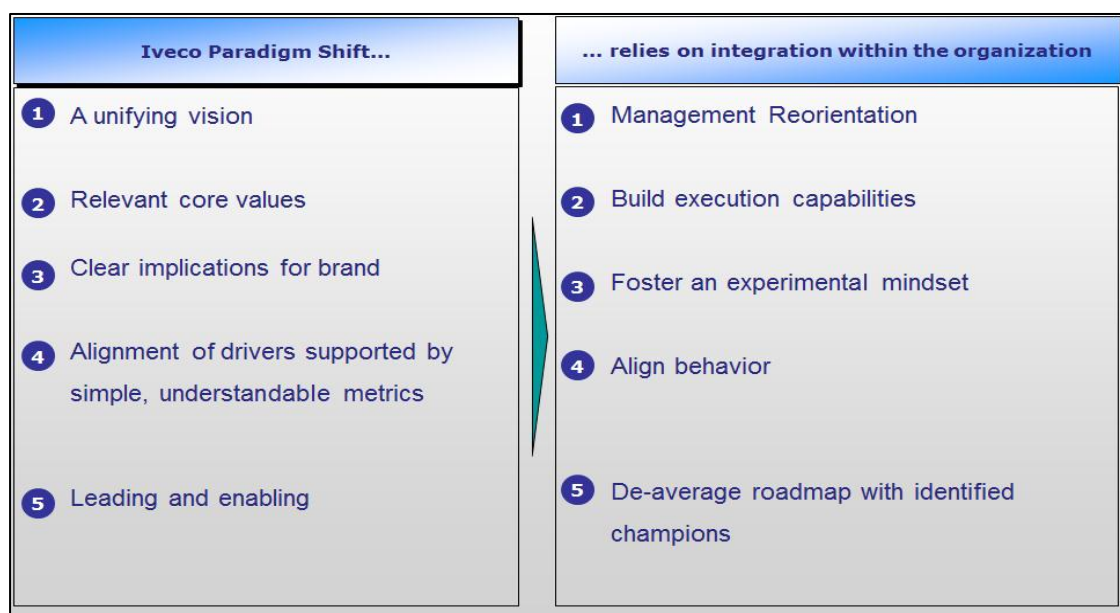 Iveco Paradigm Shift...
1 A unifying vision
2 Relevant core values
3 Clear implications for brand
4 Alignment of drivers supported by
simple, understandable metrics
5 Leading and enabling
... relies on integration within the organization
1 Management Reorientation
2 Build execution capabilities
3 Foster an experimental mindset
4 Align behavior
5 De-average roadmap with identified
champions